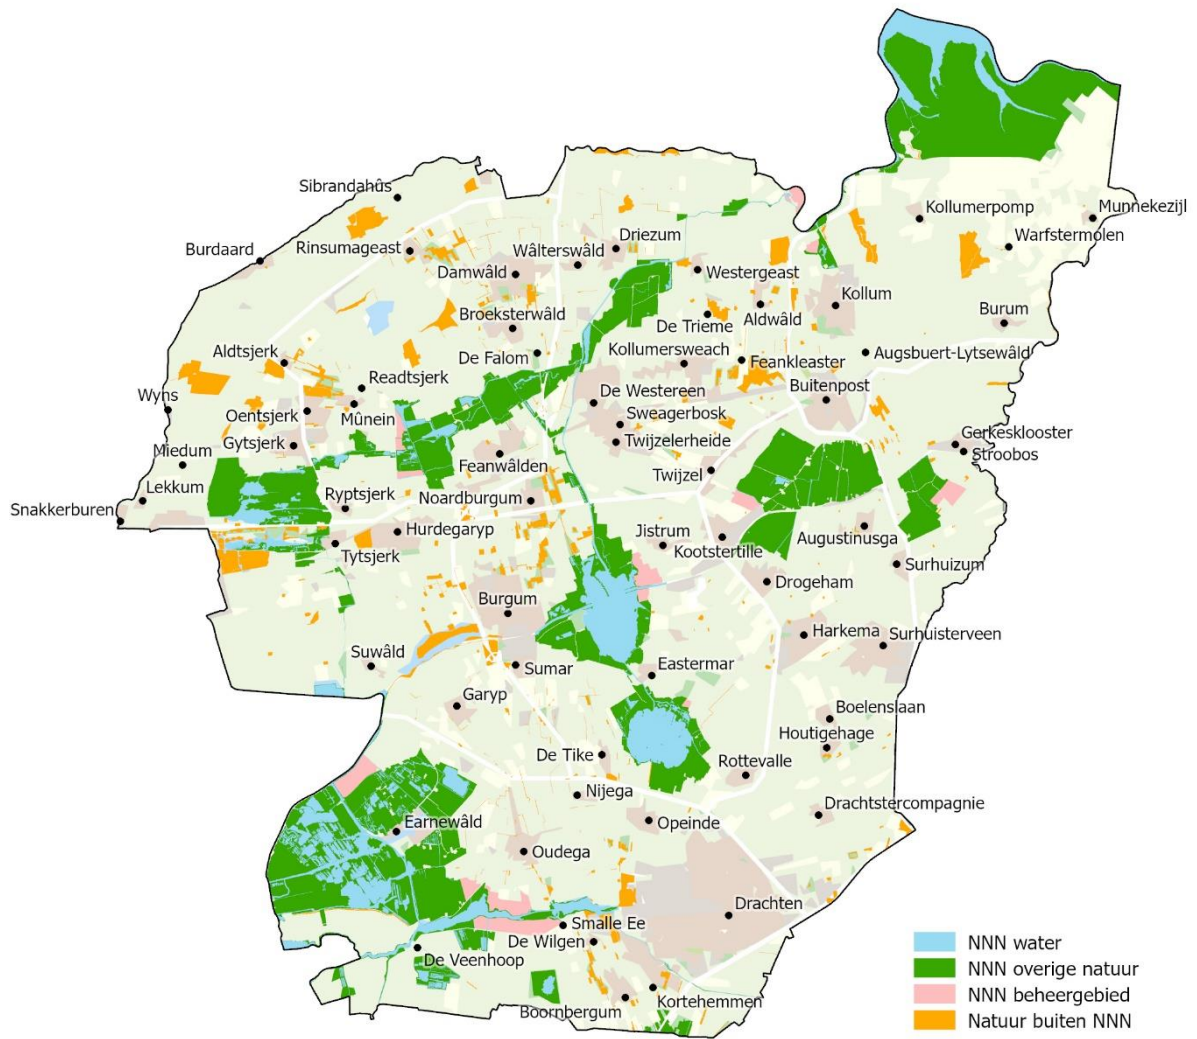 Sibrandahûs
Kollumerpomp
Munnekezijl
Burdaard
Rinsumageast
Wâlterswâld
Driezum
Warfstermolen
Damwâld
Westergeast
Broeksterwâld
De Trieme
Aldwâld
Kollum
Burum
Aldtsjerk
De Falom
Kollumersweach
Feankleaster
Augsbuert-Lytsewâld
Readtsjerk
Wyns
De Westereen
Buitenpost
Oentsjerk
Mûnein
Sweagerbosk
Gytsjerk
Twijzelerheide
Gerkesklooster
Stroobos
Miedum
Feanwâlden
Twijzel
Lekkum
Ryptsjerk
Noardburgum
Snakkerburen
Hurdegaryp
Jistrum
Kootstertille
Augustinusga
Tytsjerk
Surhuizum
Drogeham
Burgum
Harkema
Surhuisterveen
Suwâld
Sumar
Eastermar
Garyp
Boelenslaan
Houtigehage
De Tike
Rottevalle
Nijega
Drachtstercompagnie
Earnewâld
Opeinde
Oudega
Drachten
Smalle Ee
De Wilgen
De Veenhoop
Kortehemmen
Boornbergum
NNN water
NNN overige natuur
NNN beheergebied
Natuur buiten NNN